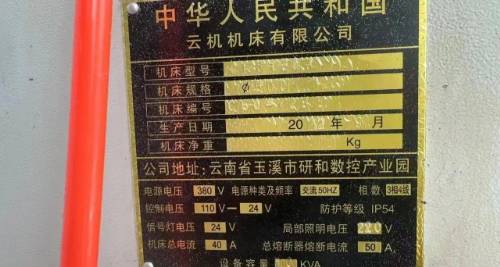 中华人民共和国
云机机床有限公司
机床型号
机床规格 Φ
机床编号
生产日期 20 年 月
机床净重 Kg
公司地址:云南省玉溪市研和数控产业园
电源电压 380 V 电源种类及频率 交流50HZ 相数 3相4线
控制电压 110 V— 24 V 防护等级 IP54
信号灯电压 24 V 局部照明电压 220 V
机床总电流 40 A 总熔断器熔断电流 50 A
设备容量 KVA